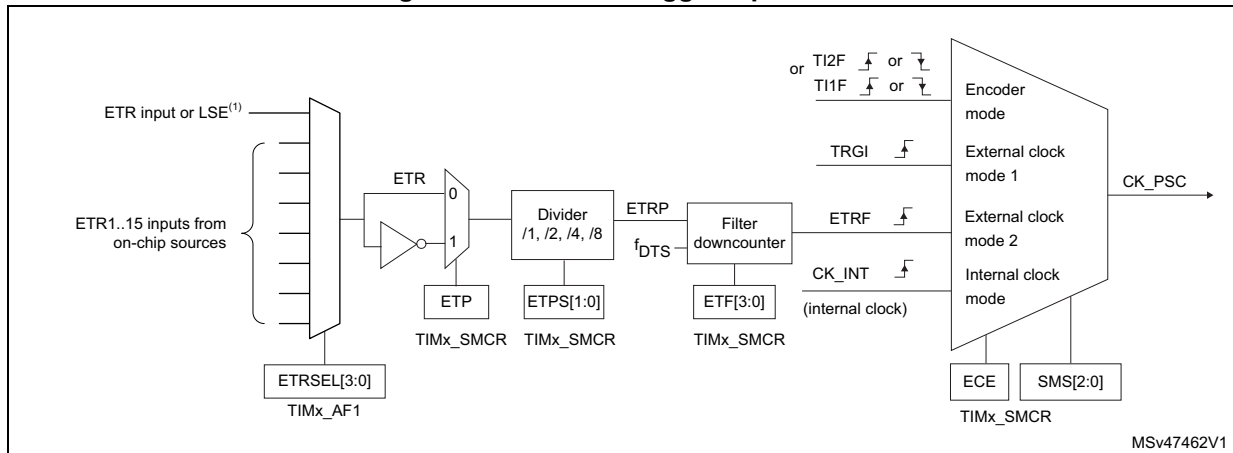 or TI2F or
TI1F or
Encoder
mode
ETR input or LSE(1)
TRGI
External clock
mode 1
CK_PSC
ETR
0
1
ETR1..15 inputs from
on-chip sources
Divider
/1, /2, /4, /8
ETRP
Filter
downcounter
fDTS
ETRF
External clock
mode 2
CK_INT
(internal clock)
Internal clock
mode
ETP
TIMx_SMCR
ETPS[1:0]
TIMx_SMCR
ETF[3:0]
TIMx_SMCR
ETRSEL[3:0]
TIMx_AF1
ECE
SMS[2:0]
TIMx_SMCR
MSv47462V1